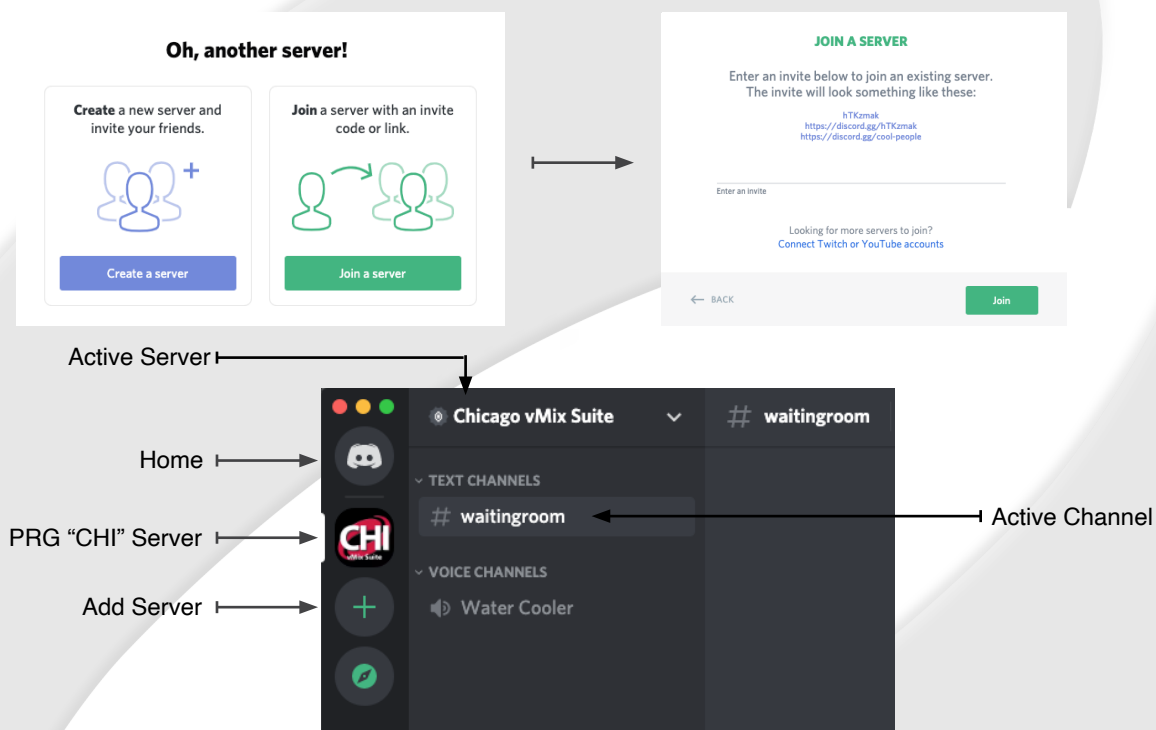 Oh, another server!
Create a new server and
invite your friends.
Create a server
Join a server with an invite
code or link.
Join a server
JOIN A SERVER
Enter an invite below to join an existing server.
The invite will look something like these:
hTKzmak
https://discord.gg/hTKzmak
https://discord.gg/cool-people
Enter an invite
Looking for more servers to join?
Connect Twitch or YouTube accounts
← BACK
Join
Active Server
Home
PRG “CHI” Server
Add Server
CHI
vMix Suite
Chicago vMix Suite
TEXT CHANNELS
# waitingroom
VOICE CHANNELS
Water Cooler
# waitingroom
Active Channel